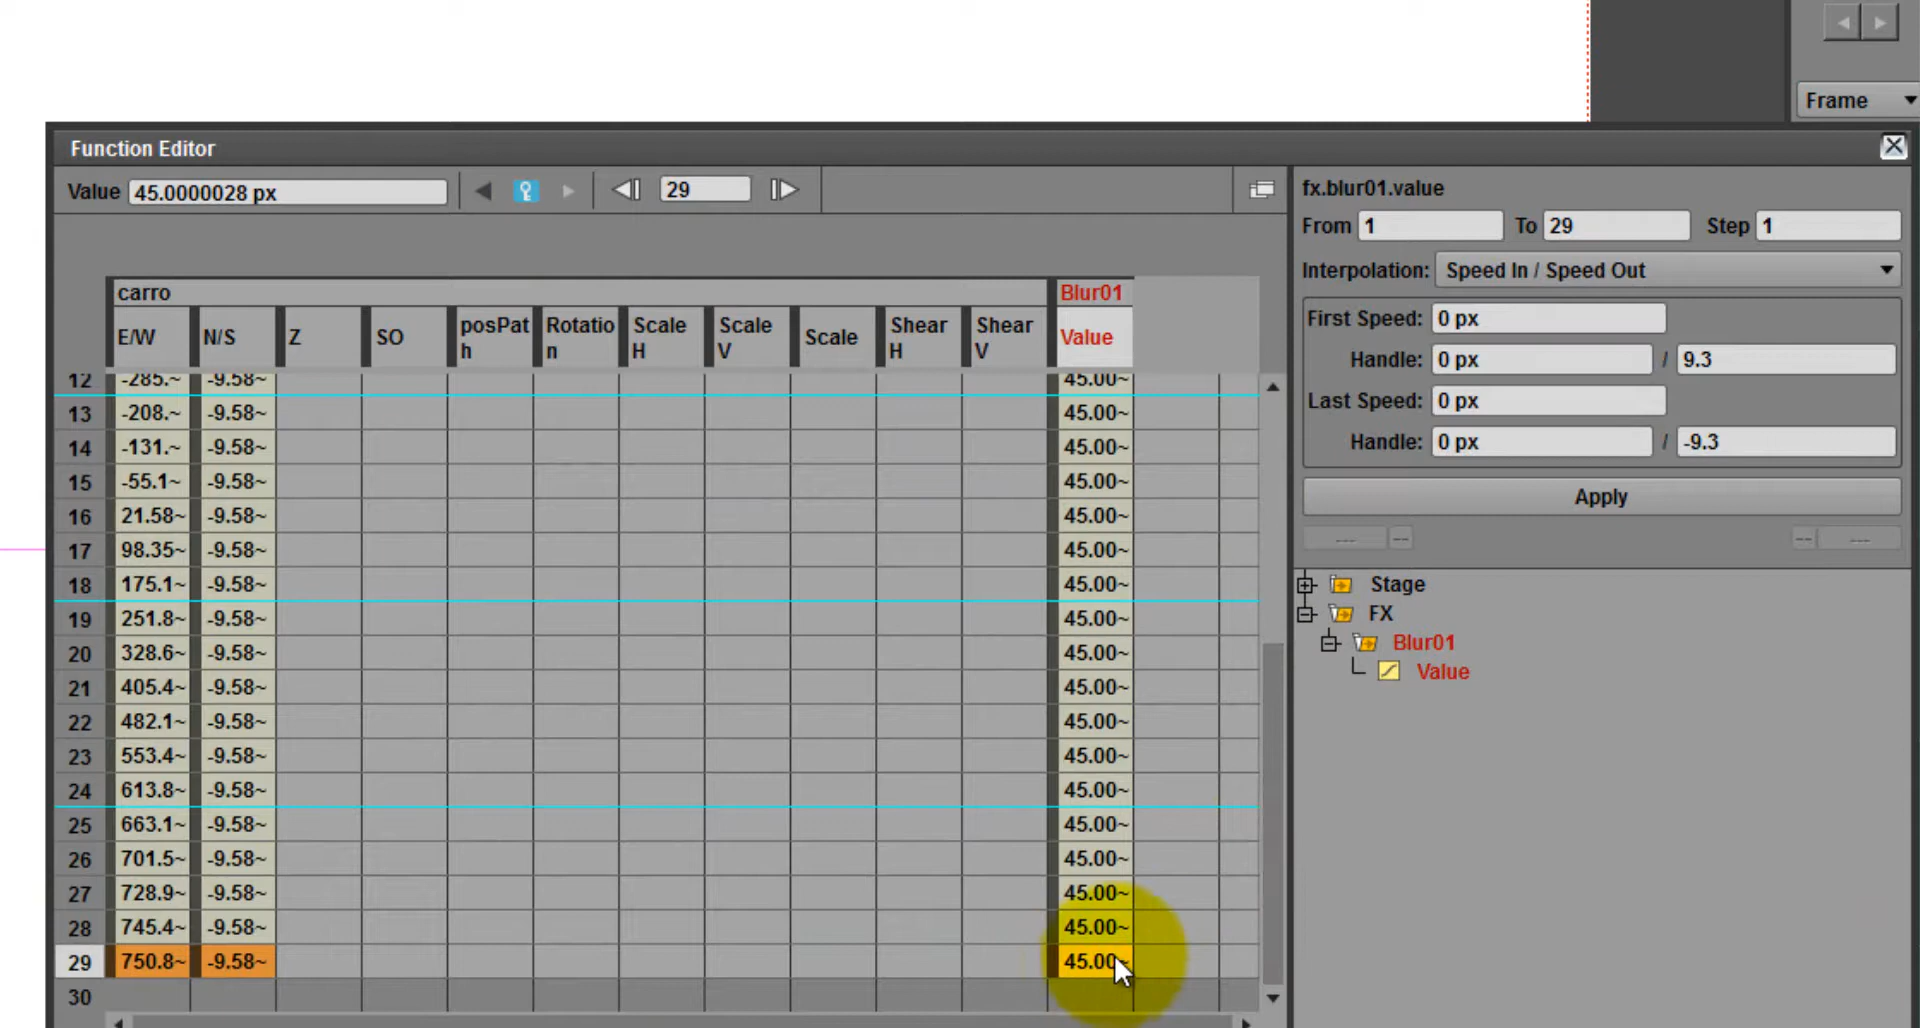 Frame
Function Editor
Value 45.0000028 px 29
fx.blur01.value
From 1 To 29 Step 1
Interpolation: Speed In / Speed Out
First Speed: 0 px
Handle: 0 px / 9.3
Last Speed: 0 px
Handle: 0 px / -9.3
Apply
--- -- -- ---
Stage
FX
Blur01
Value
carro Blur01
E/W N/S Z SO posPath Rotation Scale H Scale V Scale Shear H Shear V Value
12 -285.~ -9.58~ 45.00~
13 -208.~ -9.58~ 45.00~
14 -131.~ -9.58~ 45.00~
15 -55.1~ -9.58~ 45.00~
16 21.58~ -9.58~ 45.00~
17 98.35~ -9.58~ 45.00~
18 175.1~ -9.58~ 45.00~
19 251.8~ -9.58~ 45.00~
20 328.6~ -9.58~ 45.00~
21 405.4~ -9.58~ 45.00~
22 482.1~ -9.58~ 45.00~
23 553.4~ -9.58~ 45.00~
24 613.8~ -9.58~ 45.00~
25 663.1~ -9.58~ 45.00~
26 701.5~ -9.58~ 45.00~
27 728.9~ -9.58~ 45.00~
28 745.4~ -9.58~ 45.00~
29 750.8~ -9.58~ 45.00~
30